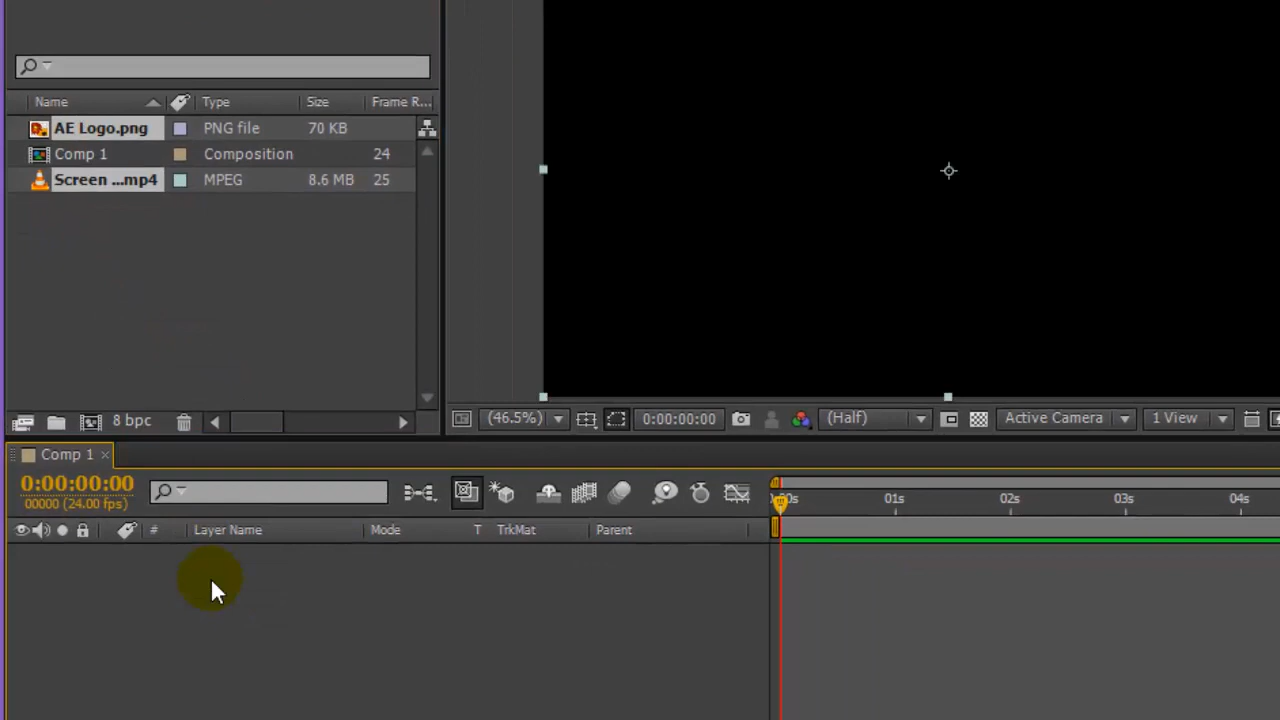 Name Type Size Frame R...
AE Logo.png PNG file 70 KB
Comp 1 Composition 24
Screen ...mp4 MPEG 8.6 MB 25
8 bpc
(46.5%) 0:00:00:00 (Half) Active Camera 1 View
Comp 1 ×
0:00:00:00
00000 (24.00 fps)
# Layer Name Mode T TrkMat Parent
01s 02s 03s 04s